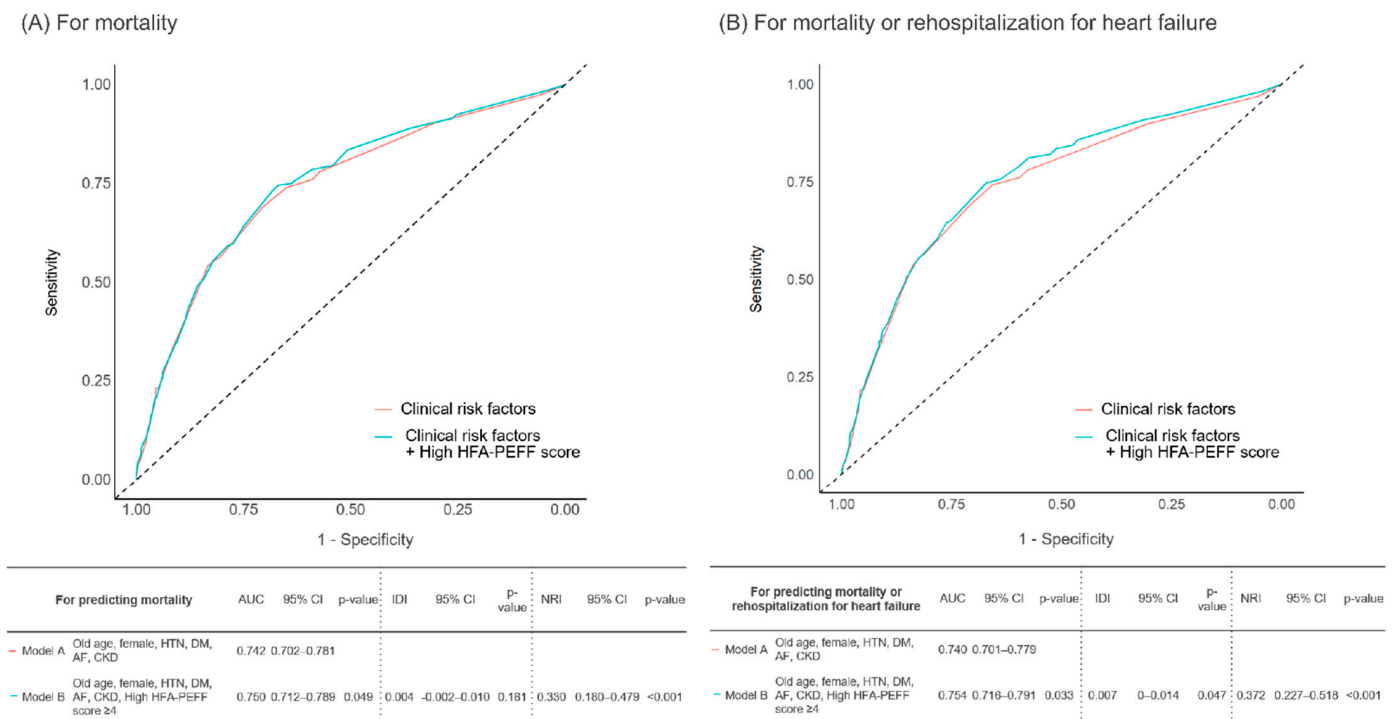 (A) For mortality
1.00
0.75
0.50
0.25
0.00
Sensitivity
Clinical risk factors
Clinical risk factors
+ High HFA-PEFF score
1.00 0.75 0.50 0.25 0.00
1 - Specificity
For predicting mortality AUC 95% CI p-value IDI 95% CI p-value NRI 95% CI p-value
Model A Old age, female, HTN, DM,
AF, CKD 0.742 0.702–0.781
Model B Old age, female, HTN, DM,
AF, CKD, High HFA-PEFF
score ≥4 0.750 0.712–0.789 0.049 0.004 -0.002–0.010 0.161 0.330 0.180–0.479 <0.001
(B) For mortality or rehospitalization for heart failure
1.00
0.75
0.50
0.25
0.00
Sensitivity
Clinical risk factors
Clinical risk factors
+ High HFA-PEFF score
1.00 0.75 0.50 0.25 0.00
1 - Specificity
For predicting mortality or
rehospitalization for heart failure AUC 95% CI p-value IDI 95% CI p-value NRI 95% CI p-value
Model A Old age, female, HTN, DM,
AF, CKD 0.740 0.701–0.779
Model B Old age, female, HTN, DM,
AF, CKD, High HFA-PEFF
score ≥4 0.754 0.716–0.791 0.033 0.007 0–0.014 0.047 0.372 0.227–0.518 <0.001